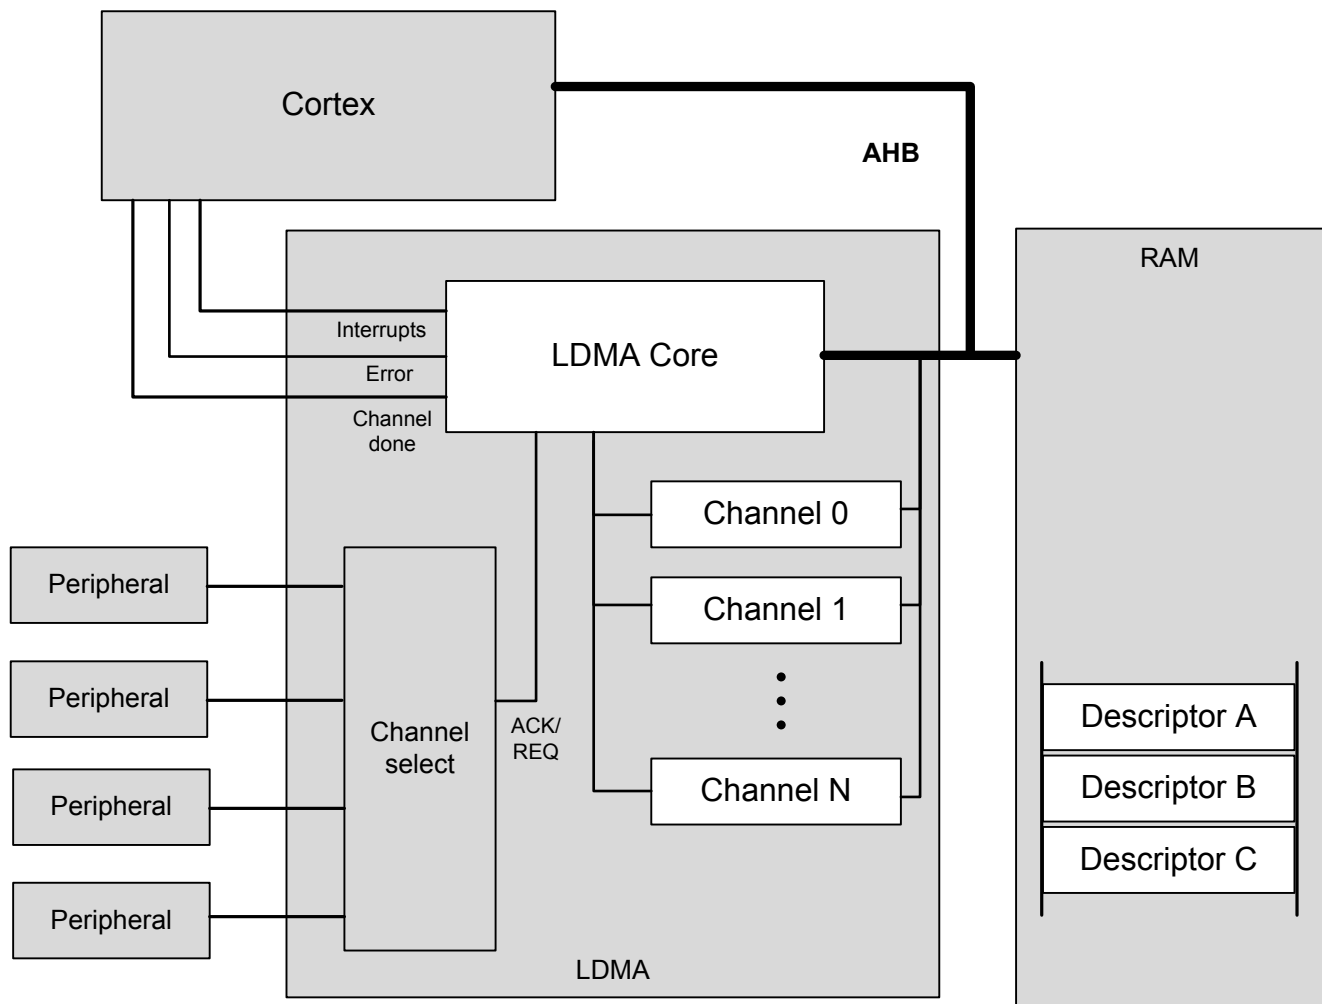 Cortex
AHB
RAM
Interrupts
LDMA Core
Error
Channel
done
Channel 0
Peripheral
Channel 1
Peripheral
ACK/
REQ
Channel
select
Descriptor A
Channel N
Descriptor B
Peripheral
Descriptor C
Peripheral
LDMA